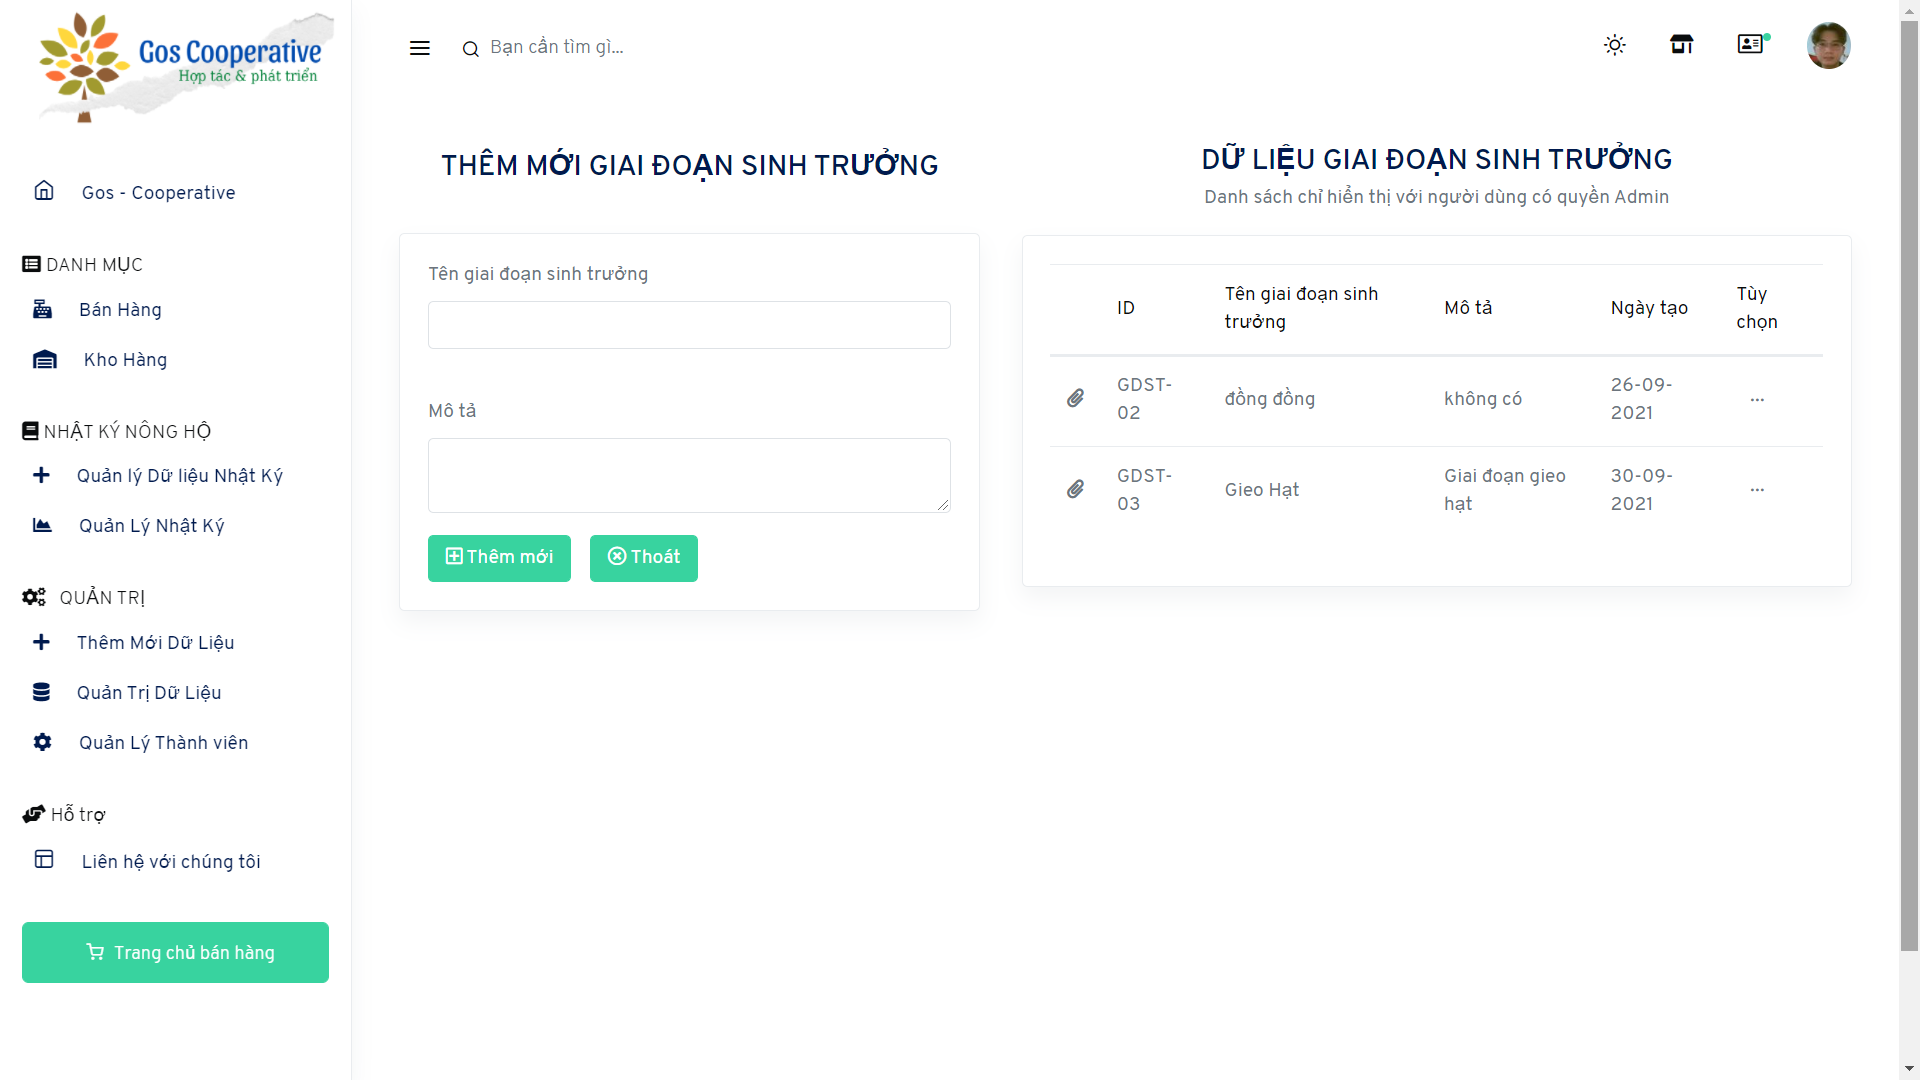 Gos Cooperative
Hợp tác & phát triển
Gos - Cooperative
DANH MỤC
Bán Hàng
Kho Hàng
NHẬT KÝ NÔNG HỘ
Quản lý Dữ liệu Nhật Ký
Quản Lý Nhật Ký
QUẢN TRỊ
Thêm Mới Dữ Liệu
Quản Trị Dữ Liệu
Quản Lý Thành viên
Hỗ trợ
Liên hệ với chúng tôi
Trang chủ bán hàng
Bạn cần tìm gì...
THÊM MỚI GIAI ĐOẠN SINH TRƯỞNG
Tên giai đoạn sinh trưởng
Mô tả
Thêm mới Thoát
DỮ LIỆU GIAI ĐOẠN SINH TRƯỞNG
Danh sách chỉ hiển thị với người dùng có quyền Admin
ID Tên giai đoạn sinh trưởng Mô tả Ngày tạo Tùy chọn
GDST-02 đồng đồng không có 26-09-2021 ...
GDST-03 Gieo Hạt Giai đoạn gieo hạt 30-09-2021 ...